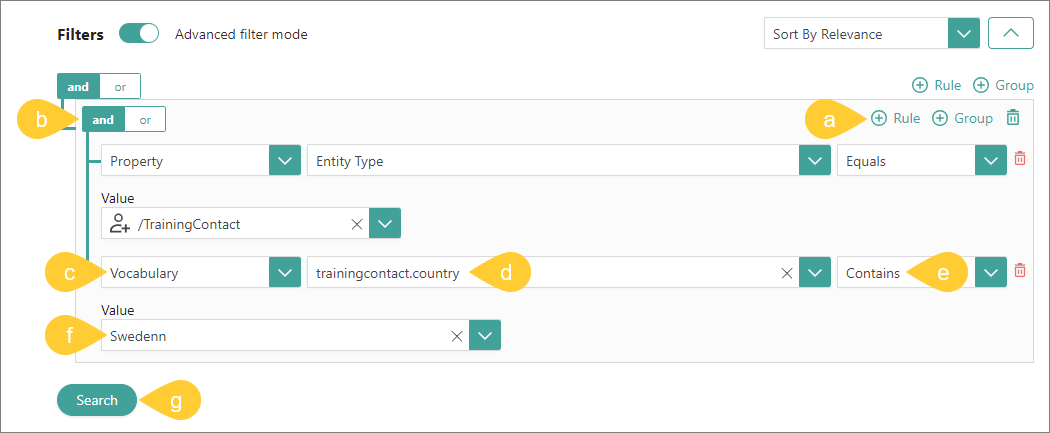 Filters Advanced filter mode Sort By Relevance
and or Rule Group
b and or a Rule Group
Property Entity Type Equals
Value
/TrainingContact
c Vocabulary trainingcontact.country d Contains e
Value
f Swedenn
Search g